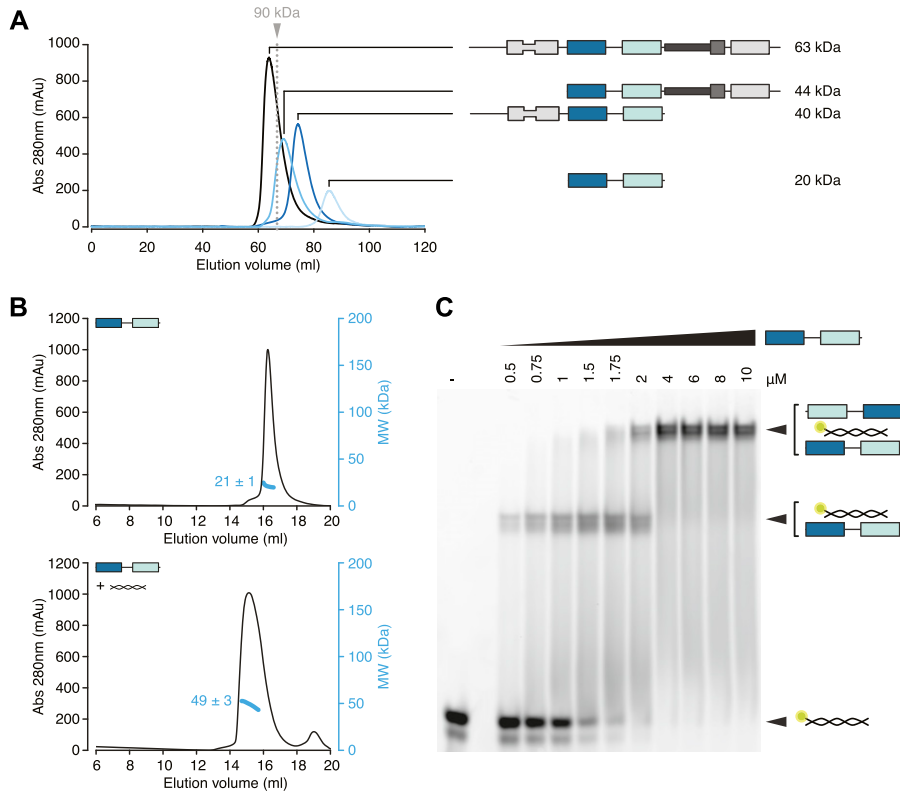 A
90 kDa
1000
800
600
400
200
0
Abs 280nm (mAu)
0 20 40 60 80 100 120
Elution volume (ml)
63 kDa
44 kDa
40 kDa
20 kDa
B
1200
1000
800
600
400
200
0
Abs 280nm (mAu)
200
150
100
50
0
MW (kDa)
21 ± 1
6 8 10 12 14 16 18 20
Elution volume (ml)
1200
1000
800
600
400
200
0
Abs 280nm (mAu)
+
200
150
100
50
0
MW (kDa)
49 ± 3
6 8 10 12 14 16 18 20
Elution volume (ml)
C
- 0.5 0.75 1 1.5 1.75 2 4 6 8 10 µM